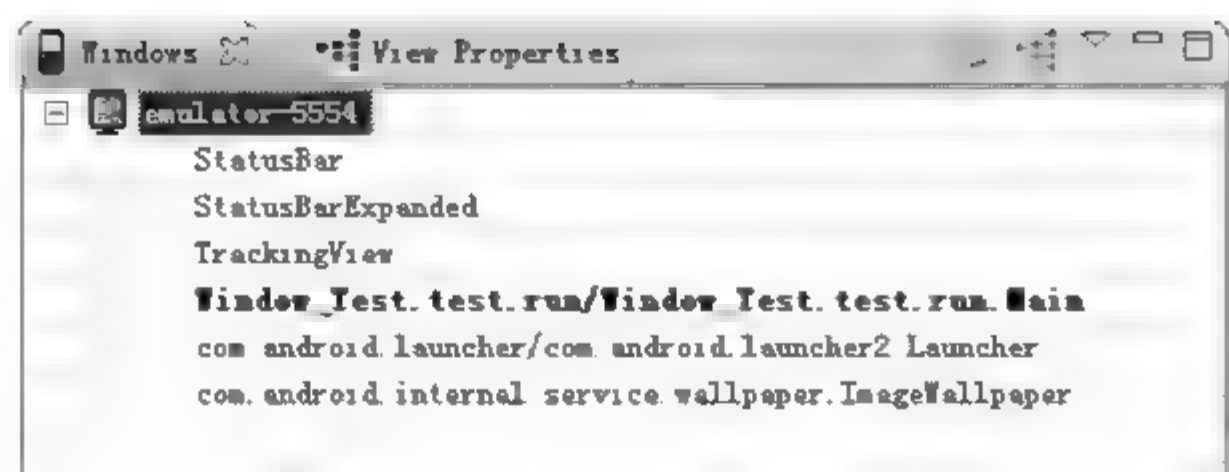 Windows View Properties
emulator-5554
StatusBar
StatusBarExpanded
TrackingView
Window_Test.test.run/Window_Test.test.run.Main
com.android.launcher/com.android.launcher2.Launcher
com.android.internal.service.wallpaper.ImageWallpaper